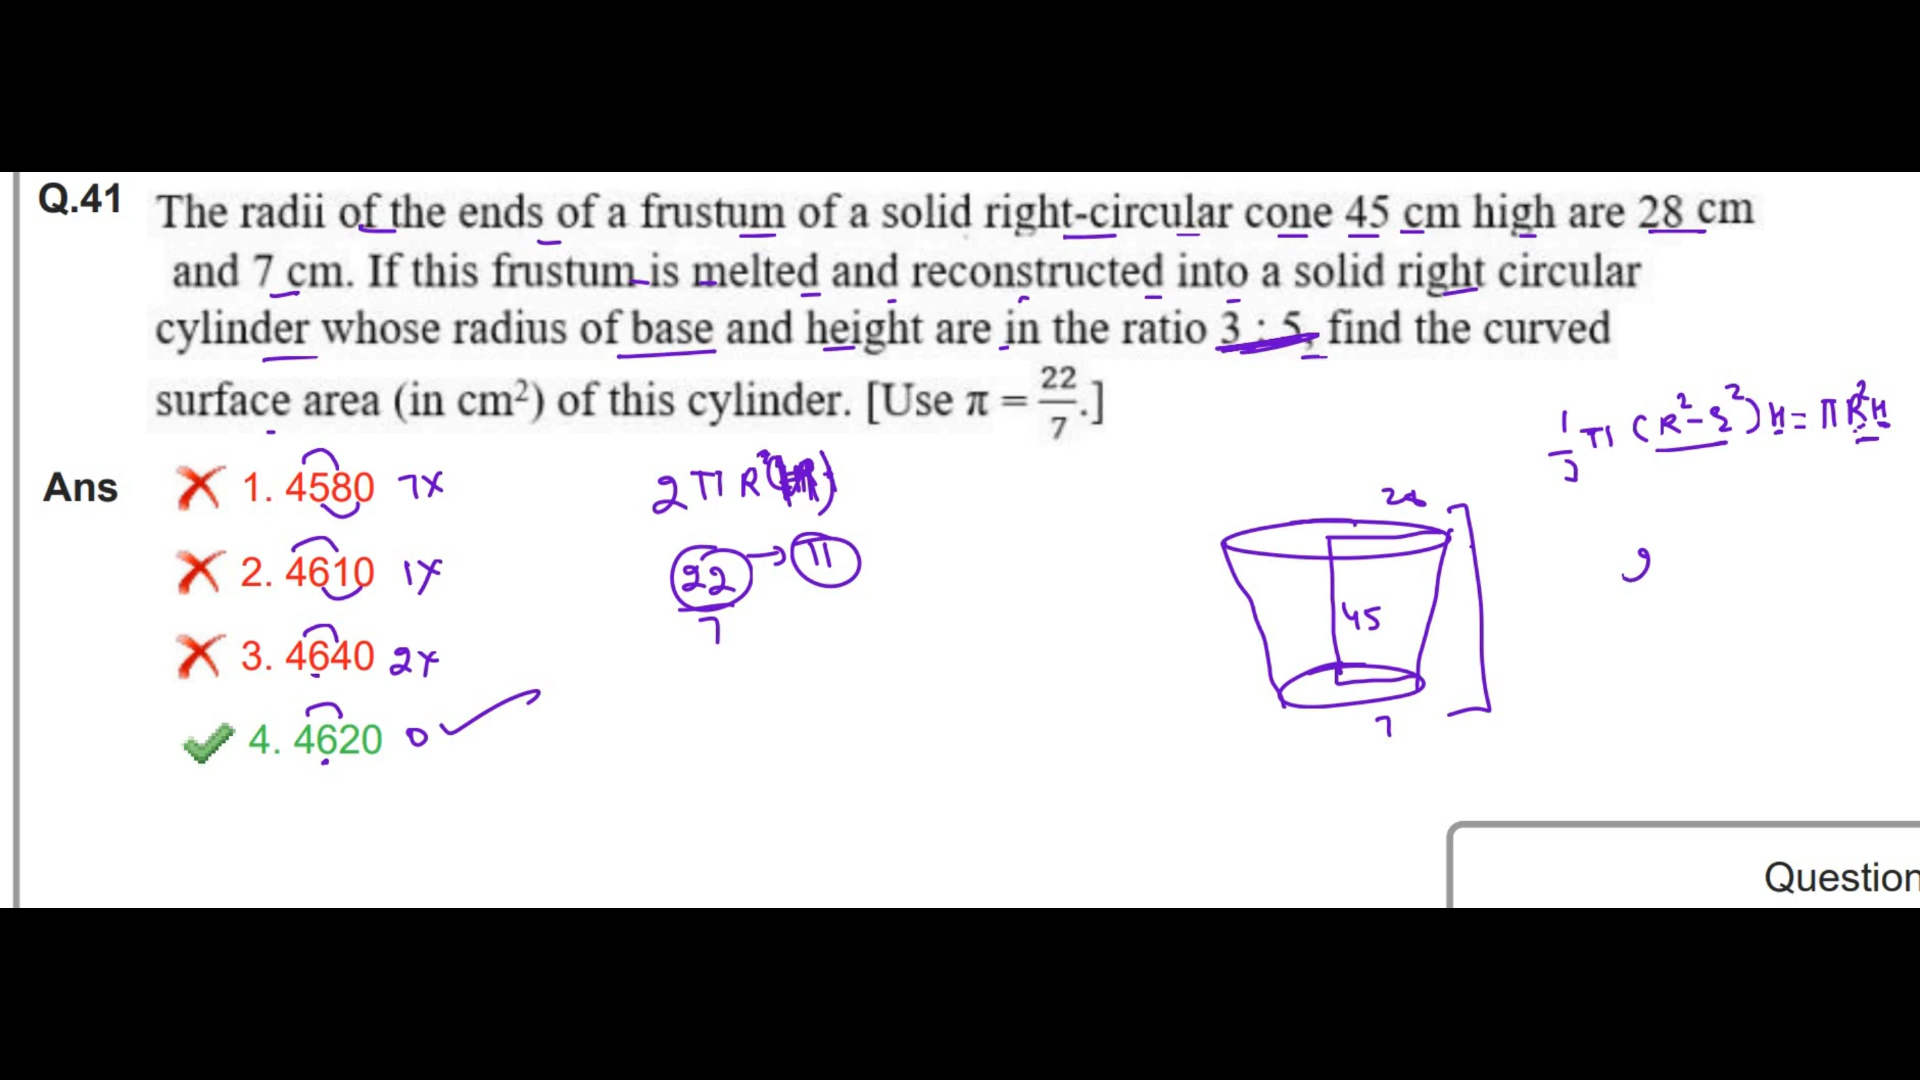 Q.41 The radii of the ends of a frustum of a solid right-circular cone 45 cm high are 28 cm
and 7 cm. If this frustum is melted and reconstructed into a solid right circular
cylinder whose radius of base and height are in the ratio 3 : 5, find the curved
surface area (in cm²) of this cylinder. [Use π = 22/7.]
1/3 π (R² - r²) H = π R² H
Ans
1. 4580 7x
2. 4610 1x
3. 4640 2x
4. 4620 0
2 π R²
22/7 → π
28
45
7
Question